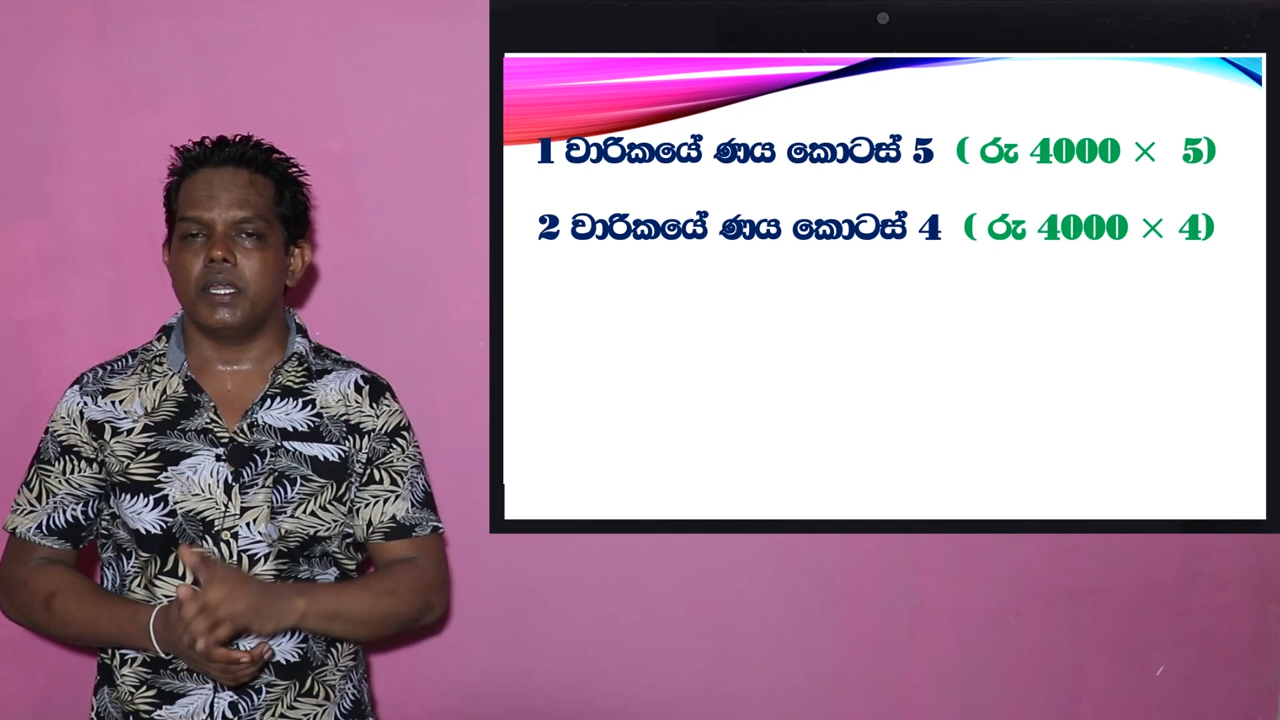 1 වාරිකයේ ණය කොටස් 5 ( රු 4000 × 5)
2 වාරිකයේ ණය කොටස් 4 ( රු 4000 × 4)